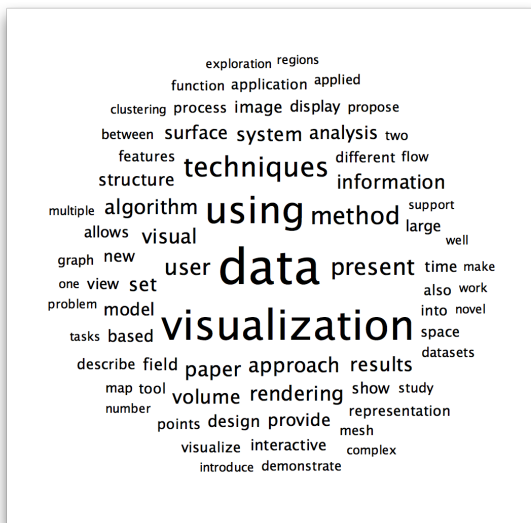 exploration regions
function application applied
clustering process image display propose
between surface system analysis two
features techniques different flow
structure information
multiple algorithm using method support
allows visual large
well
graph new user data present time make
one view set also work
problem model visualization into novel
tasks based space
datasets
describe field paper approach results
map tool volume rendering show study
number representation
points design provide mesh
visualize interactive complex
introduce demonstrate